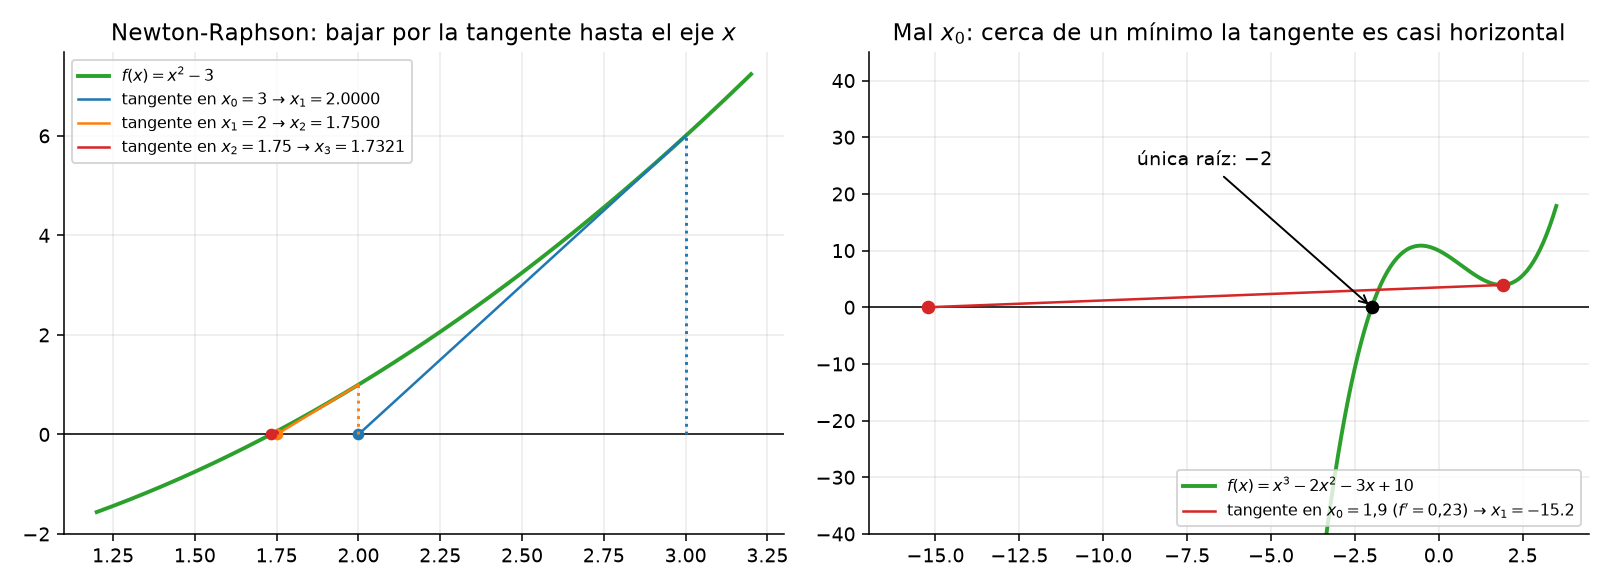 Newton-Raphson: bajar por la tangente hasta el eje x
f(x) = x² − 3
tangente en x₀ = 3 → x₁ = 2.0000
tangente en x₁ = 2 → x₂ = 1.7500
tangente en x₂ = 1.75 → x₃ = 1.7321
6
4
2
0
−2
1.25 1.50 1.75 2.00 2.25 2.50 2.75 3.00 3.25
Mal x₀: cerca de un mínimo la tangente es casi horizontal
40
30
20
10
0
−10
−20
−30
−40
única raíz: −2
f(x) = x³ − 2x² − 3x + 10
tangente en x₀ = 1,9 (f′ = 0,23) → x₁ = −15.2
−15.0 −12.5 −10.0 −7.5 −5.0 −2.5 0.0 2.5